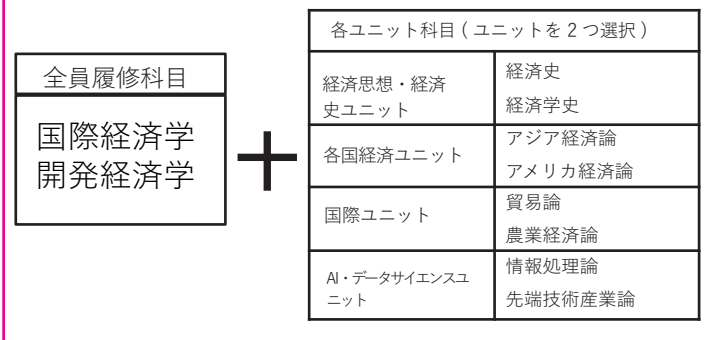 全員履修科目
国際経済学
開発経済学
+
各ユニット科目 ( ユニットを 2 つ選択 )
経済思想・経済
史ユニット
経済史
経済学史
各国経済ユニット
アジア経済論
アメリカ経済論
国際ユニット
貿易論
農業経済論
AI・データサイエンスユ
ニット
情報処理論
先端技術産業論